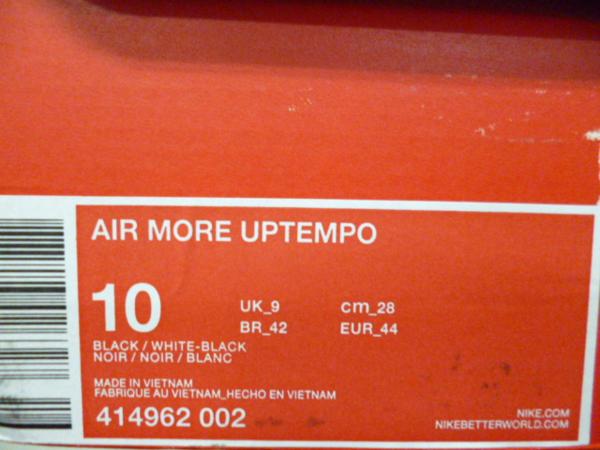 AIR MORE UPTEMPO
10
UK_9 cm_28
BR_42 EUR_44
BLACK / WHITE-BLACK
NOIR / NOIR / BLANC
MADE IN VIETNAM
FABRIQUE AU VIETNAM_HECHO EN VIETNAM
414962 002
NIKE.COM
NIKEBETTERWORLD.COM